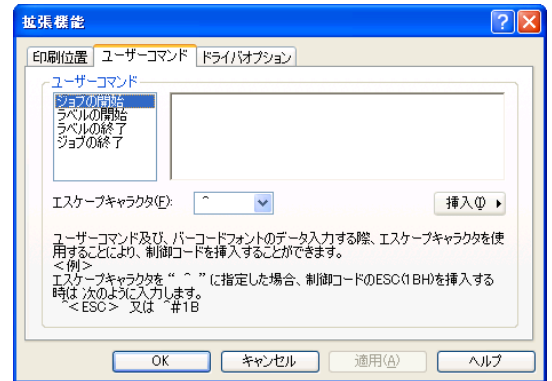 拡張機能
印刷位置 ユーザーコマンド ドライバオプション
ユーザーコマンド
ジョブの開始
ラベルの開始
ラベルの終了
ジョブの終了
エスケープキャラクタ(F): ^ 挿入(I)
ユーザーコマンド及び、バーコードフォントのデータ入力する際、エスケープキャラクタを使
用することにより、制御コードを挿入することができます。
<例>
エスケープキャラクタを “ ^ ”に指定した場合、制御コードのESC(1BH)を挿入する
時は 次のように入力します。
^<ESC> 又は ^#1B
OK キャンセル 適用(A) ヘルプ